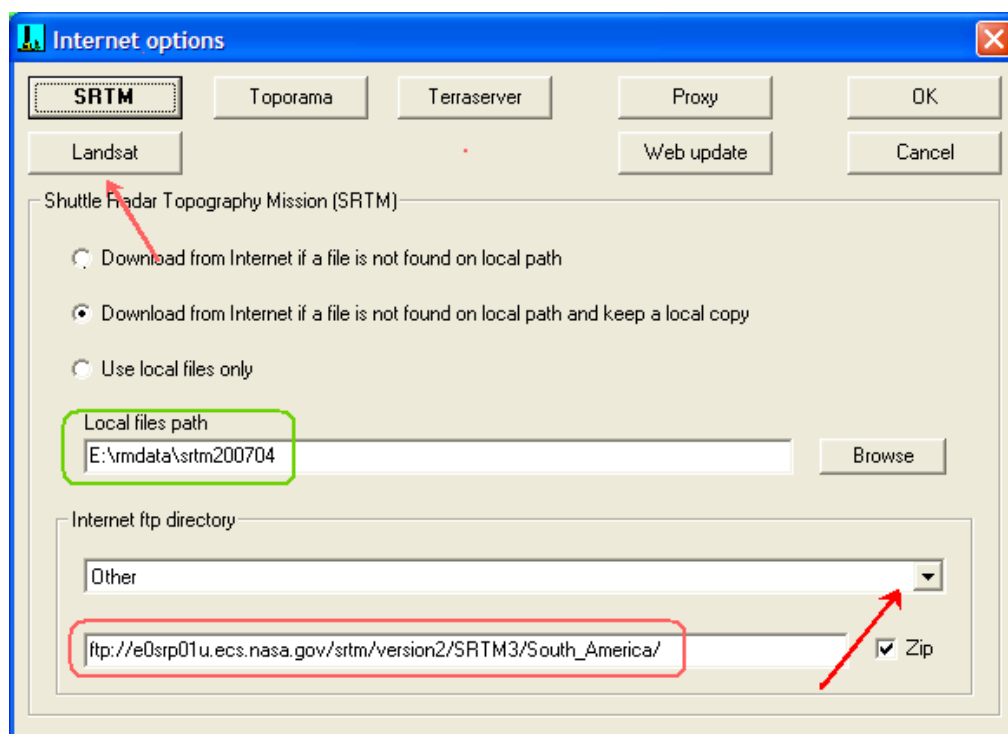 Internet options
SRTM Toporama Terraserver Proxy OK
Landsat Web update Cancel
Shuttle Radar Topography Mission (SRTM)
Download from Internet if a file is not found on local path
Download from Internet if a file is not found on local path and keep a local copy
Use local files only
Local files path
E:\rmdata\srtm200704 Browse
Internet ftp directory
Other
ftp://e0srp01u.ecs.nasa.gov/srtm/version2/SRTM3/South_America/ Zip